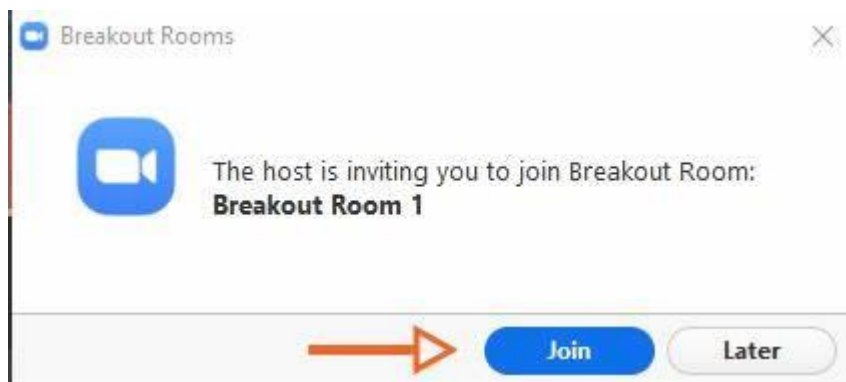 Breakout Rooms
The host is inviting you to join Breakout Room:
Breakout Room 1
Join
Later